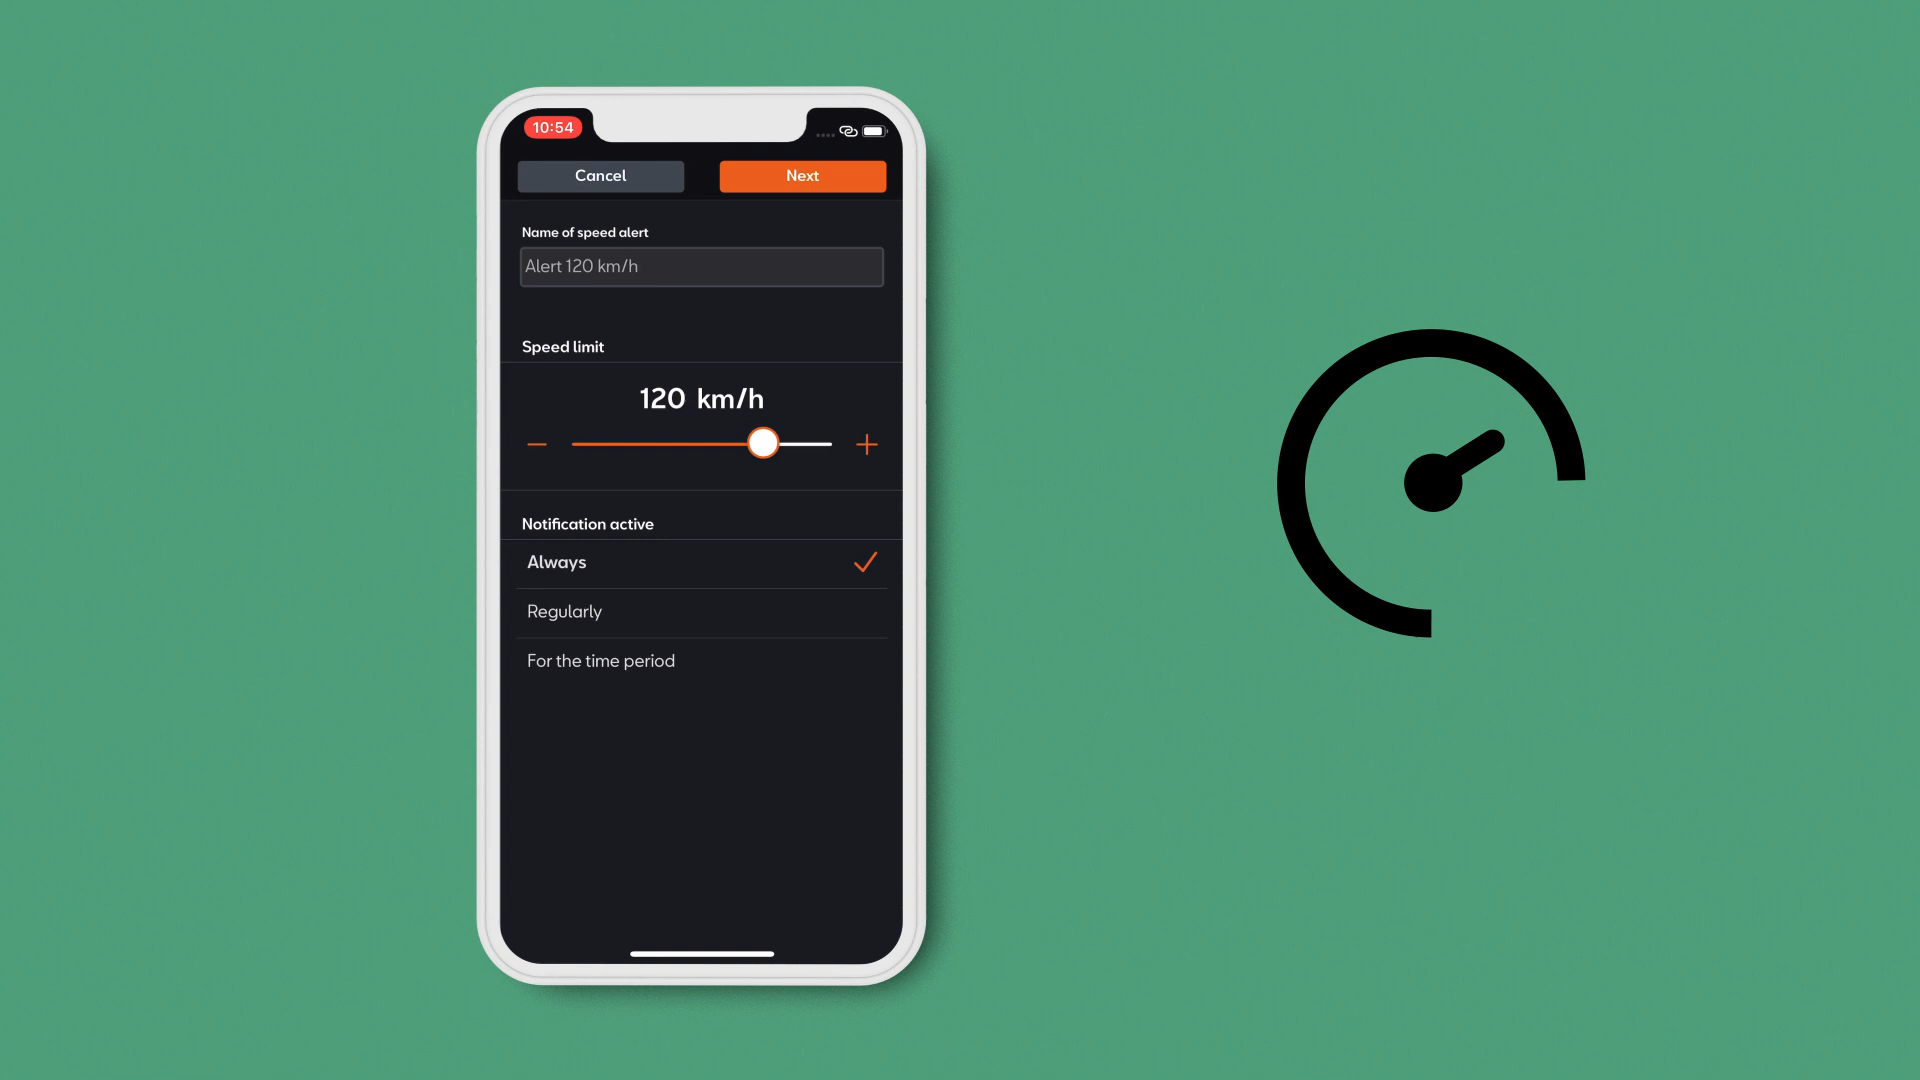 10:54
Cancel
Next
Name of speed alert
Alert 120 km/h
Speed limit
120 km/h
Notification active
Always
Regularly
For the time period